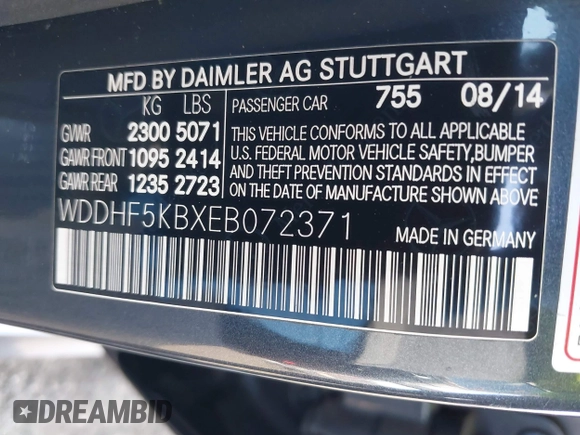 MFD BY DAIMLER AG STUTTGART
KG LBS
GVWR 2300 5071
GAWR FRONT 1095 2414
GAWR REAR 1235 2723
PASSENGER CAR 755 08/14
THIS VEHICLE CONFORMS TO ALL APPLICABLE
U.S. FEDERAL MOTOR VEHICLE SAFETY,BUMPER
AND THEFT PREVENTION STANDARDS IN EFFECT
ON THE DATE OF MANUFACTURE SHOWN ABOVE.
WDDHF5KBXEB072371 MADE IN GERMANY
DREAMBID